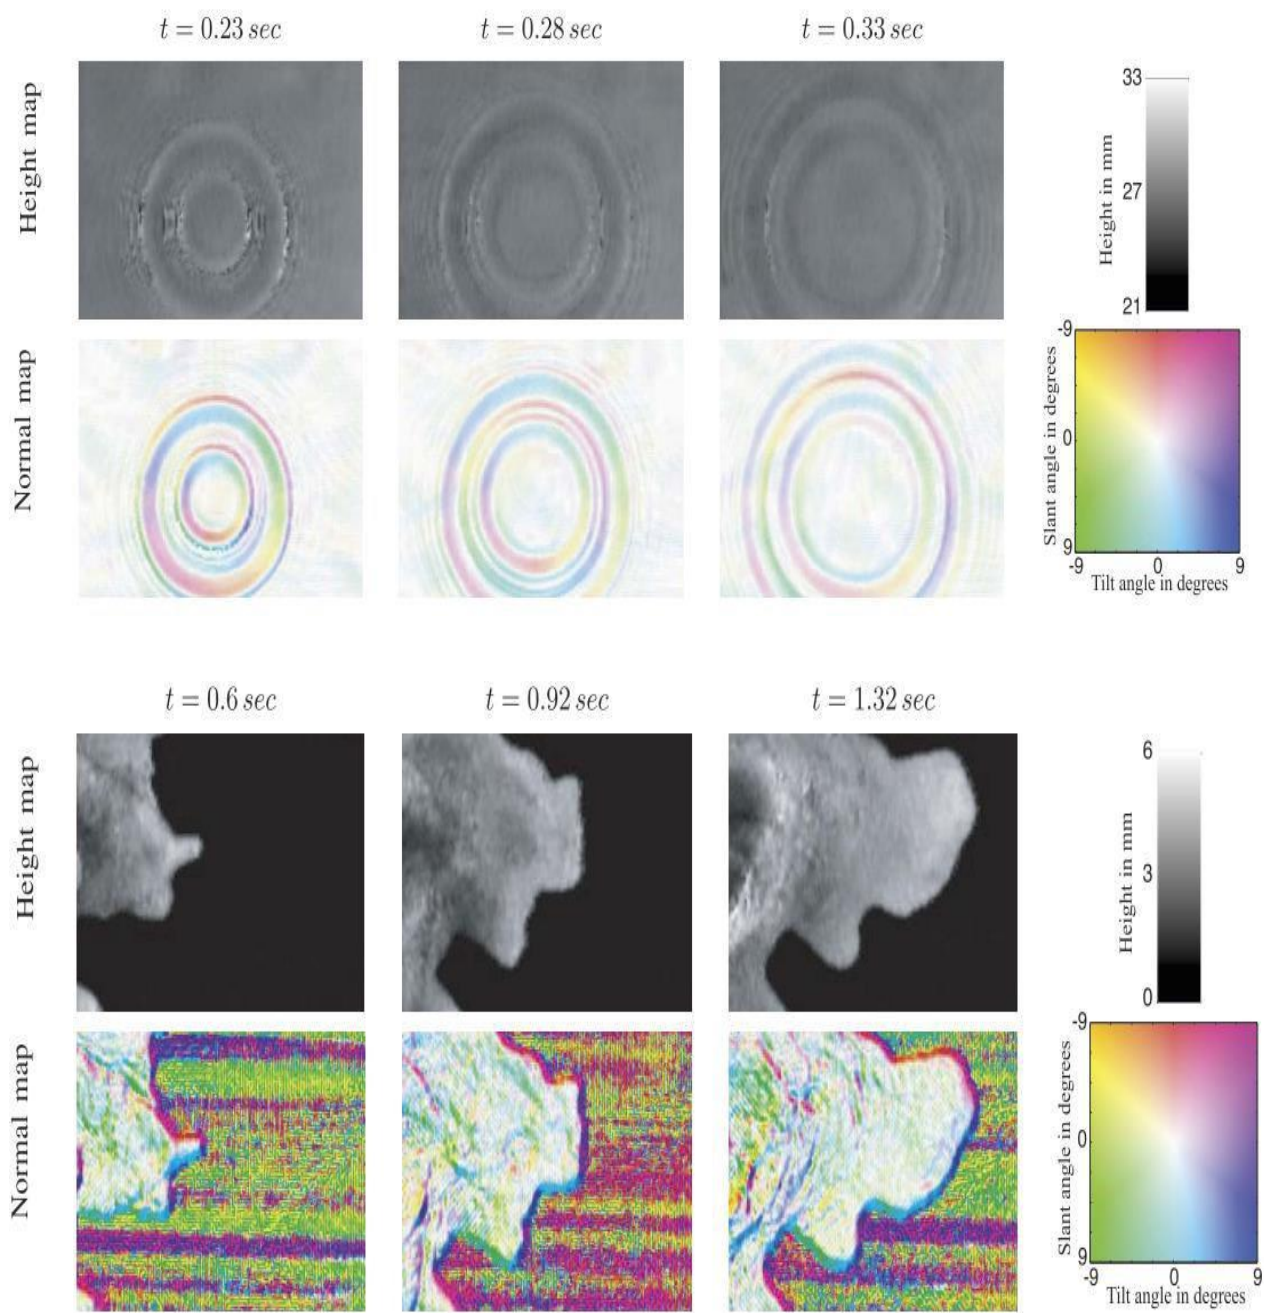 t = 0.23 sec
t = 0.28 sec
t = 0.33 sec
Height map
33
27
21
Height in mm
Normal map
-9
0
9
Slant angle in degrees
-9
0
9
Tilt angle in degrees
t = 0.6 sec
t = 0.92 sec
t = 1.32 sec
Height map
6
3
0
Height in mm
Normal map
-9
0
9
Slant angle in degrees
-9
0
9
Tilt angle in degrees